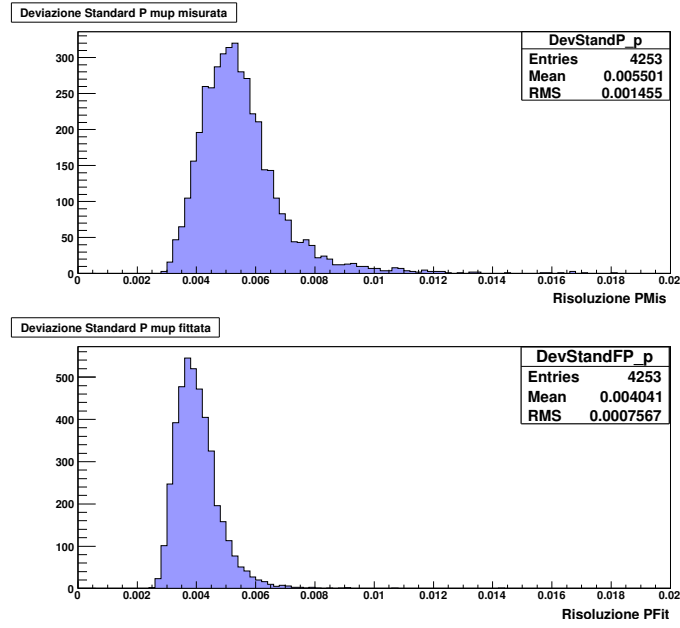 Deviazione Standard P mup misurata
DevStandP_p
Entries 4253
Mean 0.005501
RMS 0.001455
300
250
200
150
100
50
0
0 0.002 0.004 0.006 0.008 0.01 0.012 0.014 0.016 0.018 0.02
Risoluzione PMis
Deviazione Standard P mup fittata
DevStandFP_p
Entries 4253
Mean 0.004041
RMS 0.0007567
500
400
300
200
100
0
0 0.002 0.004 0.006 0.008 0.01 0.012 0.014 0.016 0.018 0.02
Risoluzione PFit